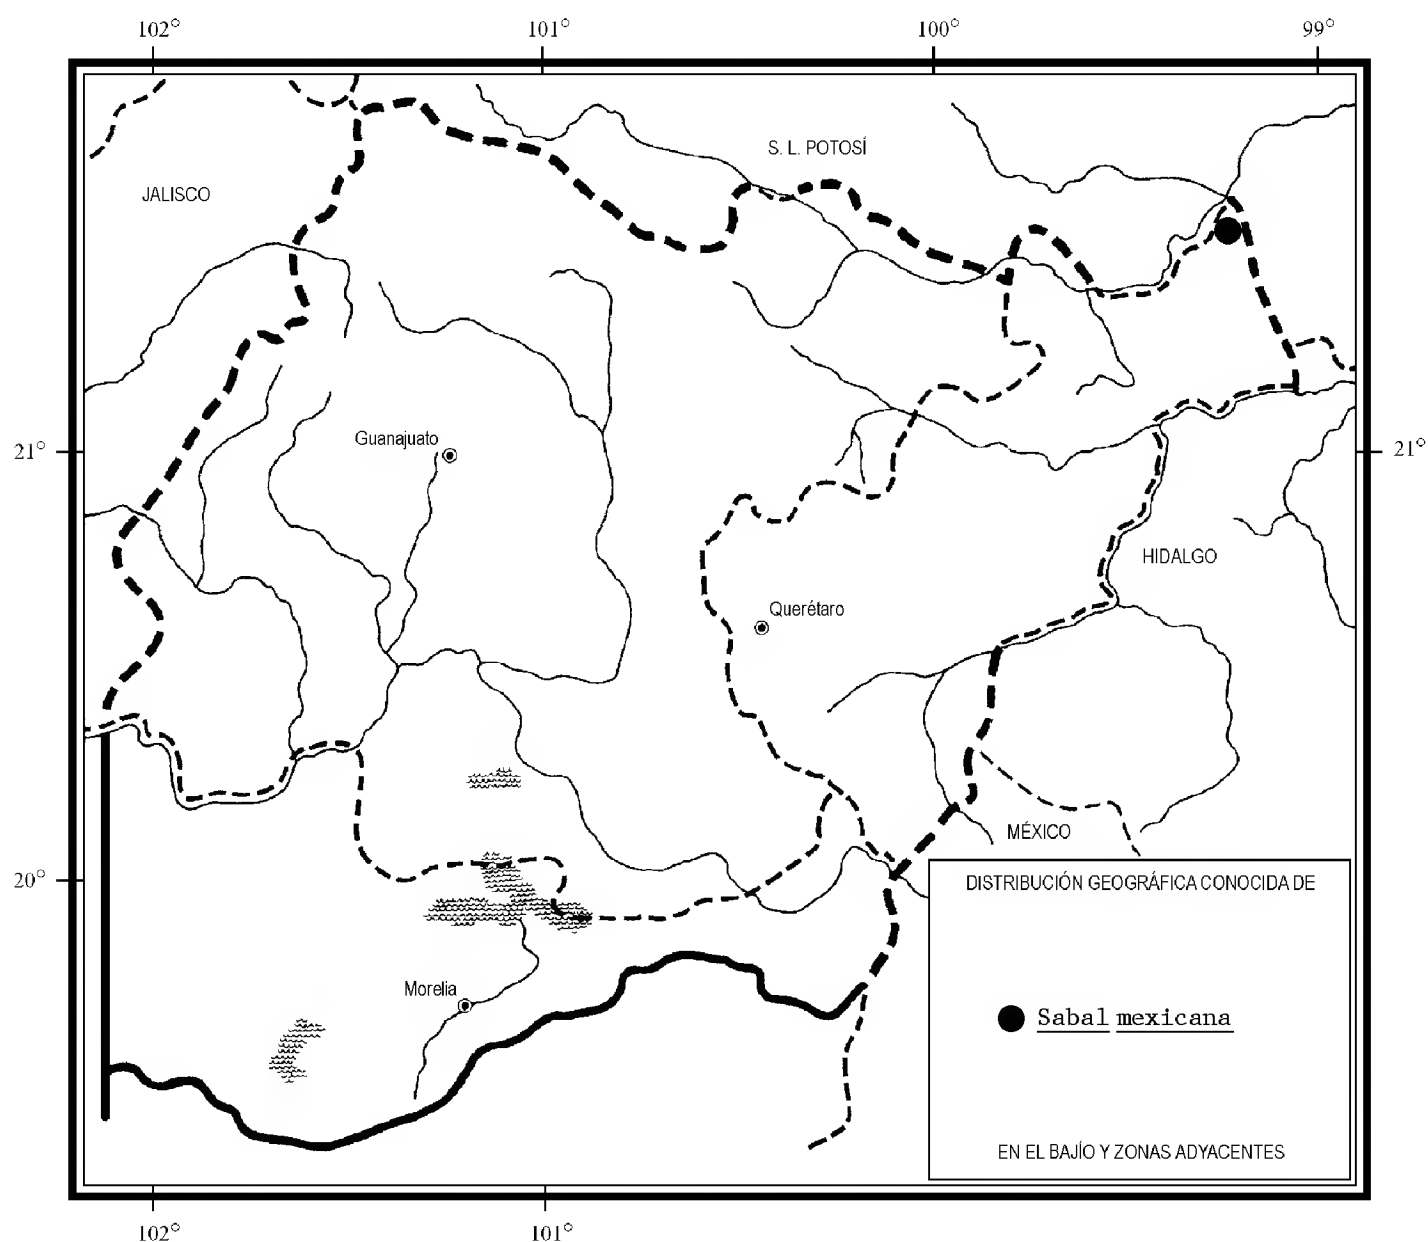 102° 101° 100° 99°
S. L. POTOSÍ
JALISCO
Guanajuato
21° 21°
HIDALGO
Querétaro
MÉXICO
20°
DISTRIBUCIÓN GEOGRÁFICA CONOCIDA DE
Morelia
Sabal mexicana
EN EL BAJÍO Y ZONAS ADYACENTES
102° 101°